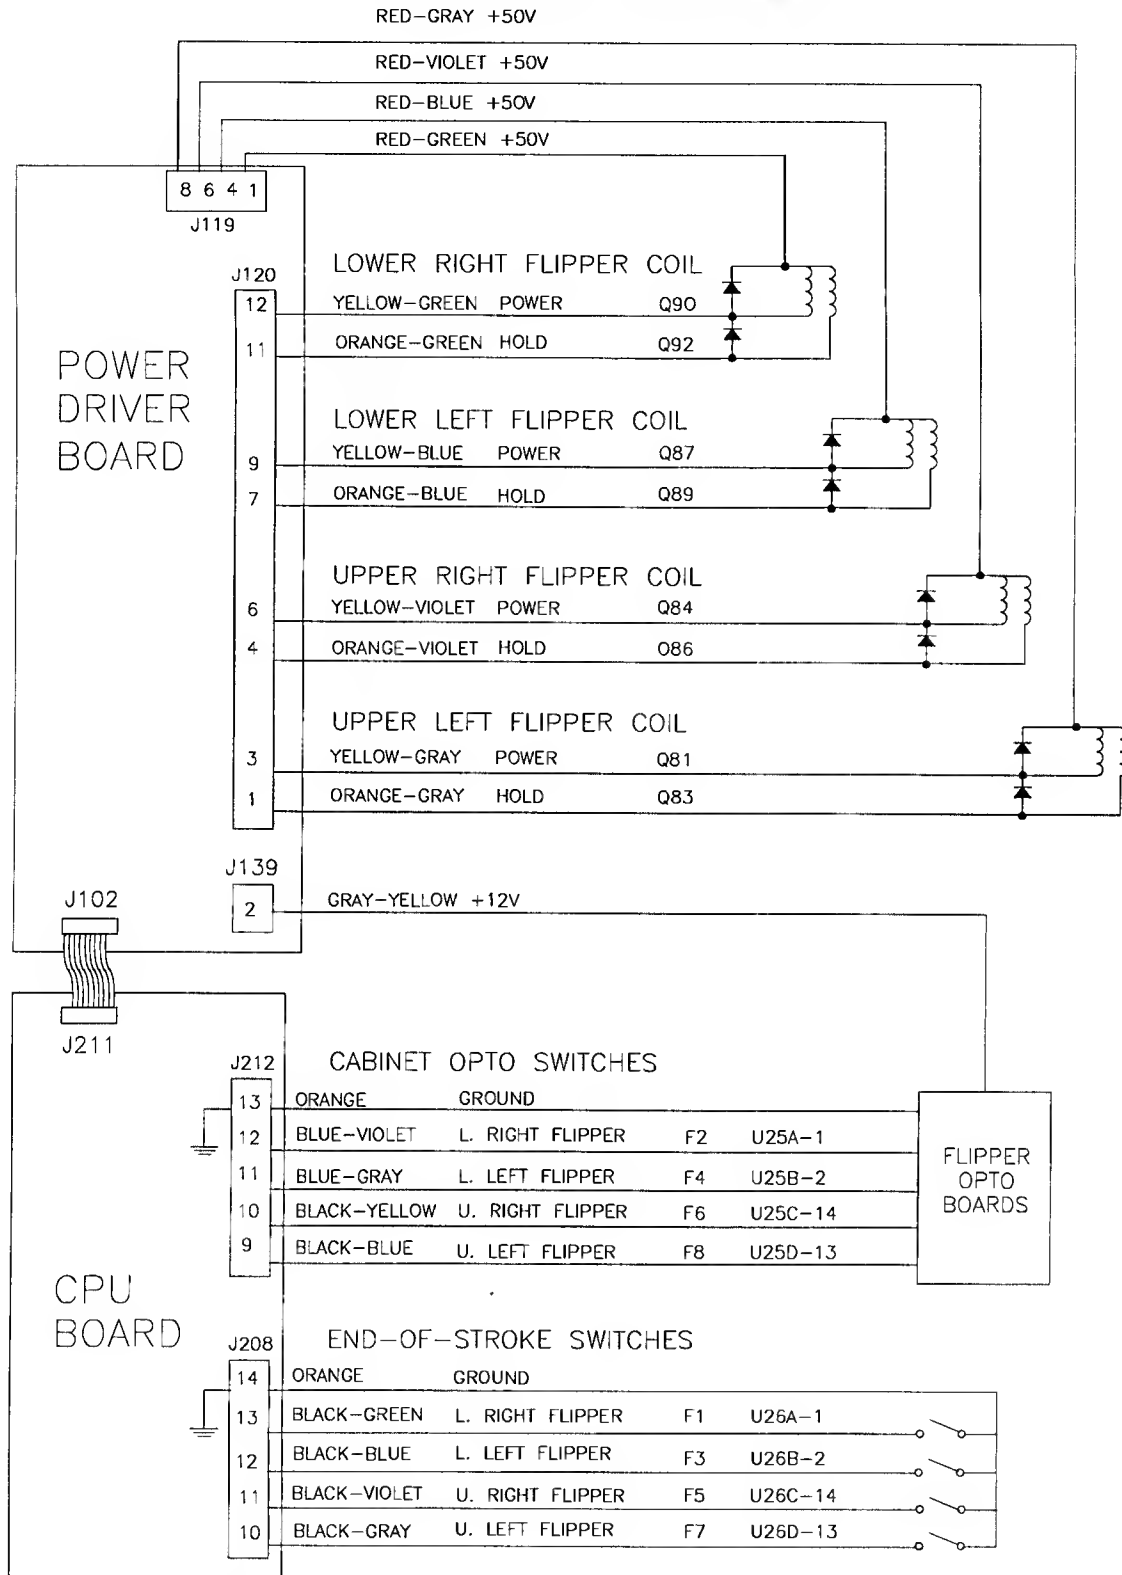 RED-GRAY +50V
RED-VIOLET +50V
RED-BLUE +50V
RED-GREEN +50V
8 6 4 1
J119
J120
LOWER RIGHT FLIPPER COIL
12 YELLOW-GREEN POWER Q90
11 ORANGE-GREEN HOLD Q92
POWER
DRIVER
BOARD
LOWER LEFT FLIPPER COIL
9 YELLOW-BLUE POWER Q87
7 ORANGE-BLUE HOLD Q89
UPPER RIGHT FLIPPER COIL
6 YELLOW-VIOLET POWER Q84
4 ORANGE-VIOLET HOLD O86
UPPER LEFT FLIPPER COIL
3 YELLOW-GRAY POWER Q81
1 ORANGE-GRAY HOLD Q83
J139
2 GRAY-YELLOW +12V
J102
J211
J212 CABINET OPTO SWITCHES
13 ORANGE GROUND
12 BLUE-VIOLET L. RIGHT FLIPPER F2 U25A-1
11 BLUE-GRAY L. LEFT FLIPPER F4 U25B-2
10 BLACK-YELLOW U. RIGHT FLIPPER F6 U25C-14
9 BLACK-BLUE U. LEFT FLIPPER F8 U25D-13
FLIPPER
OPTO
BOARDS
CPU
BOARD
J208 END-OF-STROKE SWITCHES
14 ORANGE GROUND
13 BLACK-GREEN L. RIGHT FLIPPER F1 U26A-1
12 BLACK-BLUE L. LEFT FLIPPER F3 U26B-2
11 BLACK-VIOLET U. RIGHT FLIPPER F5 U26C-14
10 BLACK-GRAY U. LEFT FLIPPER F7 U26D-13